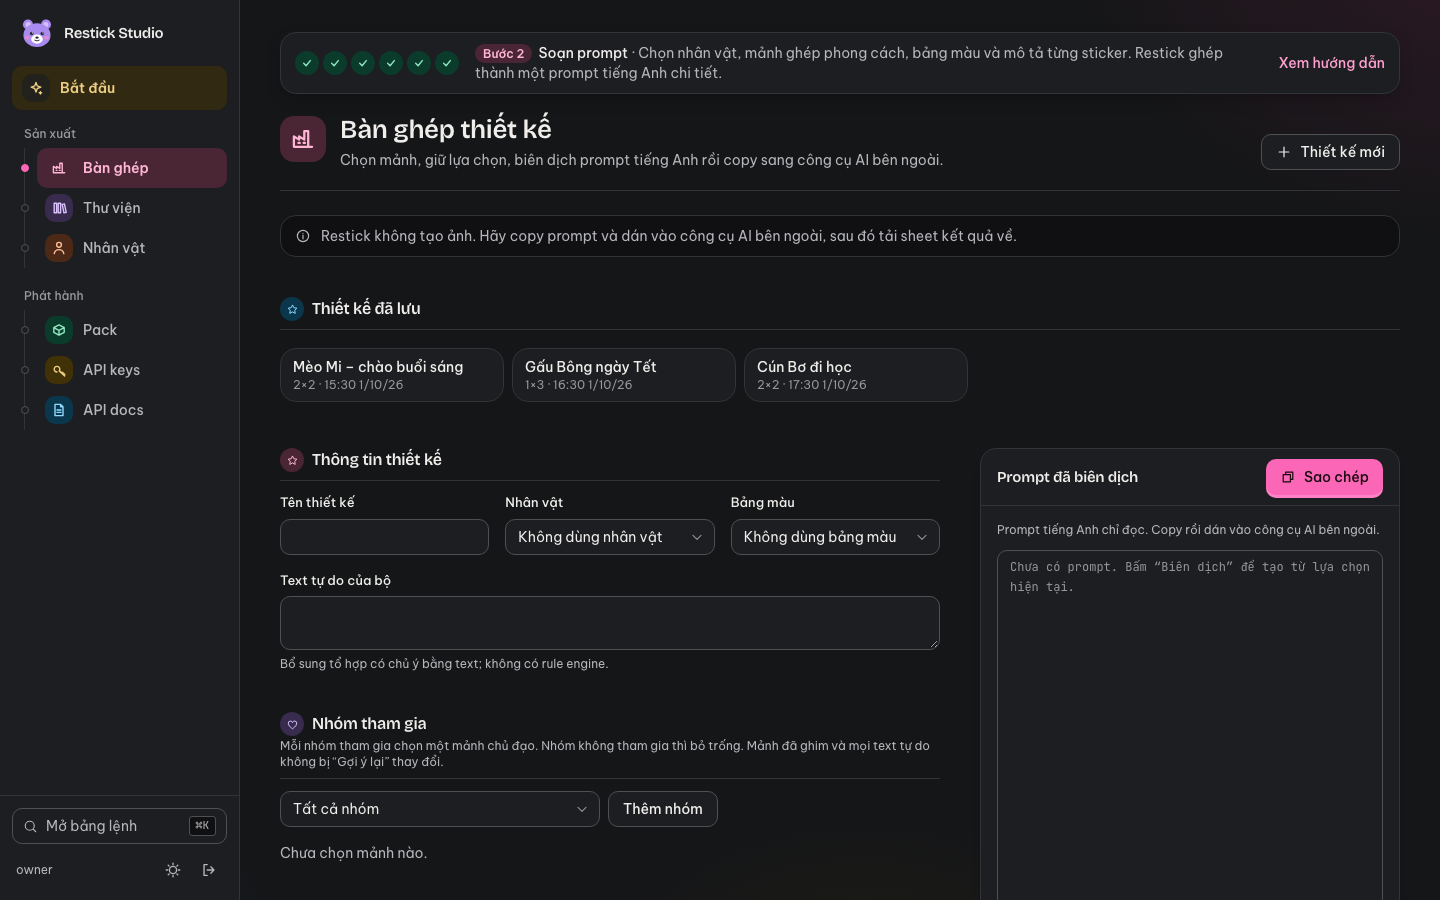 Restick Studio
Bắt đầu
Sản xuất
Bàn ghép
Thư viện
Nhân vật
Phát hành
Pack
API keys
API docs
Mở bảng lệnh
⌘K
owner
Bước 2 Soạn prompt · Chọn nhân vật, mảnh ghép phong cách, bảng màu và mô tả từng sticker. Restick ghép
thành một prompt tiếng Anh chi tiết.
Xem hướng dẫn
Bàn ghép thiết kế
Chọn mảnh, giữ lựa chọn, biên dịch prompt tiếng Anh rồi copy sang công cụ AI bên ngoài.
Thiết kế mới
Restick không tạo ảnh. Hãy copy prompt và dán vào công cụ AI bên ngoài, sau đó tải sheet kết quả về.
Thiết kế đã lưu
Mèo Mi – chào buổi sáng
2×2 · 15:30 1/10/26
Gấu Bông ngày Tết
1×3 · 16:30 1/10/26
Cún Bơ đi học
2×2 · 17:30 1/10/26
Thông tin thiết kế
Tên thiết kế
Nhân vật
Không dùng nhân vật
Bảng màu
Không dùng bảng màu
Text tự do của bộ
Bổ sung tổ hợp có chủ ý bằng text; không có rule engine.
Nhóm tham gia
Mỗi nhóm tham gia chọn một mảnh chủ đạo. Nhóm không tham gia thì bỏ trống. Mảnh đã ghim và mọi text tự do
không bị “Gợi ý lại” thay đổi.
Tất cả nhóm
Thêm nhóm
Chưa chọn mảnh nào.
Prompt đã biên dịch
Sao chép
Prompt tiếng Anh chỉ đọc. Copy rồi dán vào công cụ AI bên ngoài.
Chưa có prompt. Bấm “Biên dịch” để tạo từ lựa chọn
hiện tại.